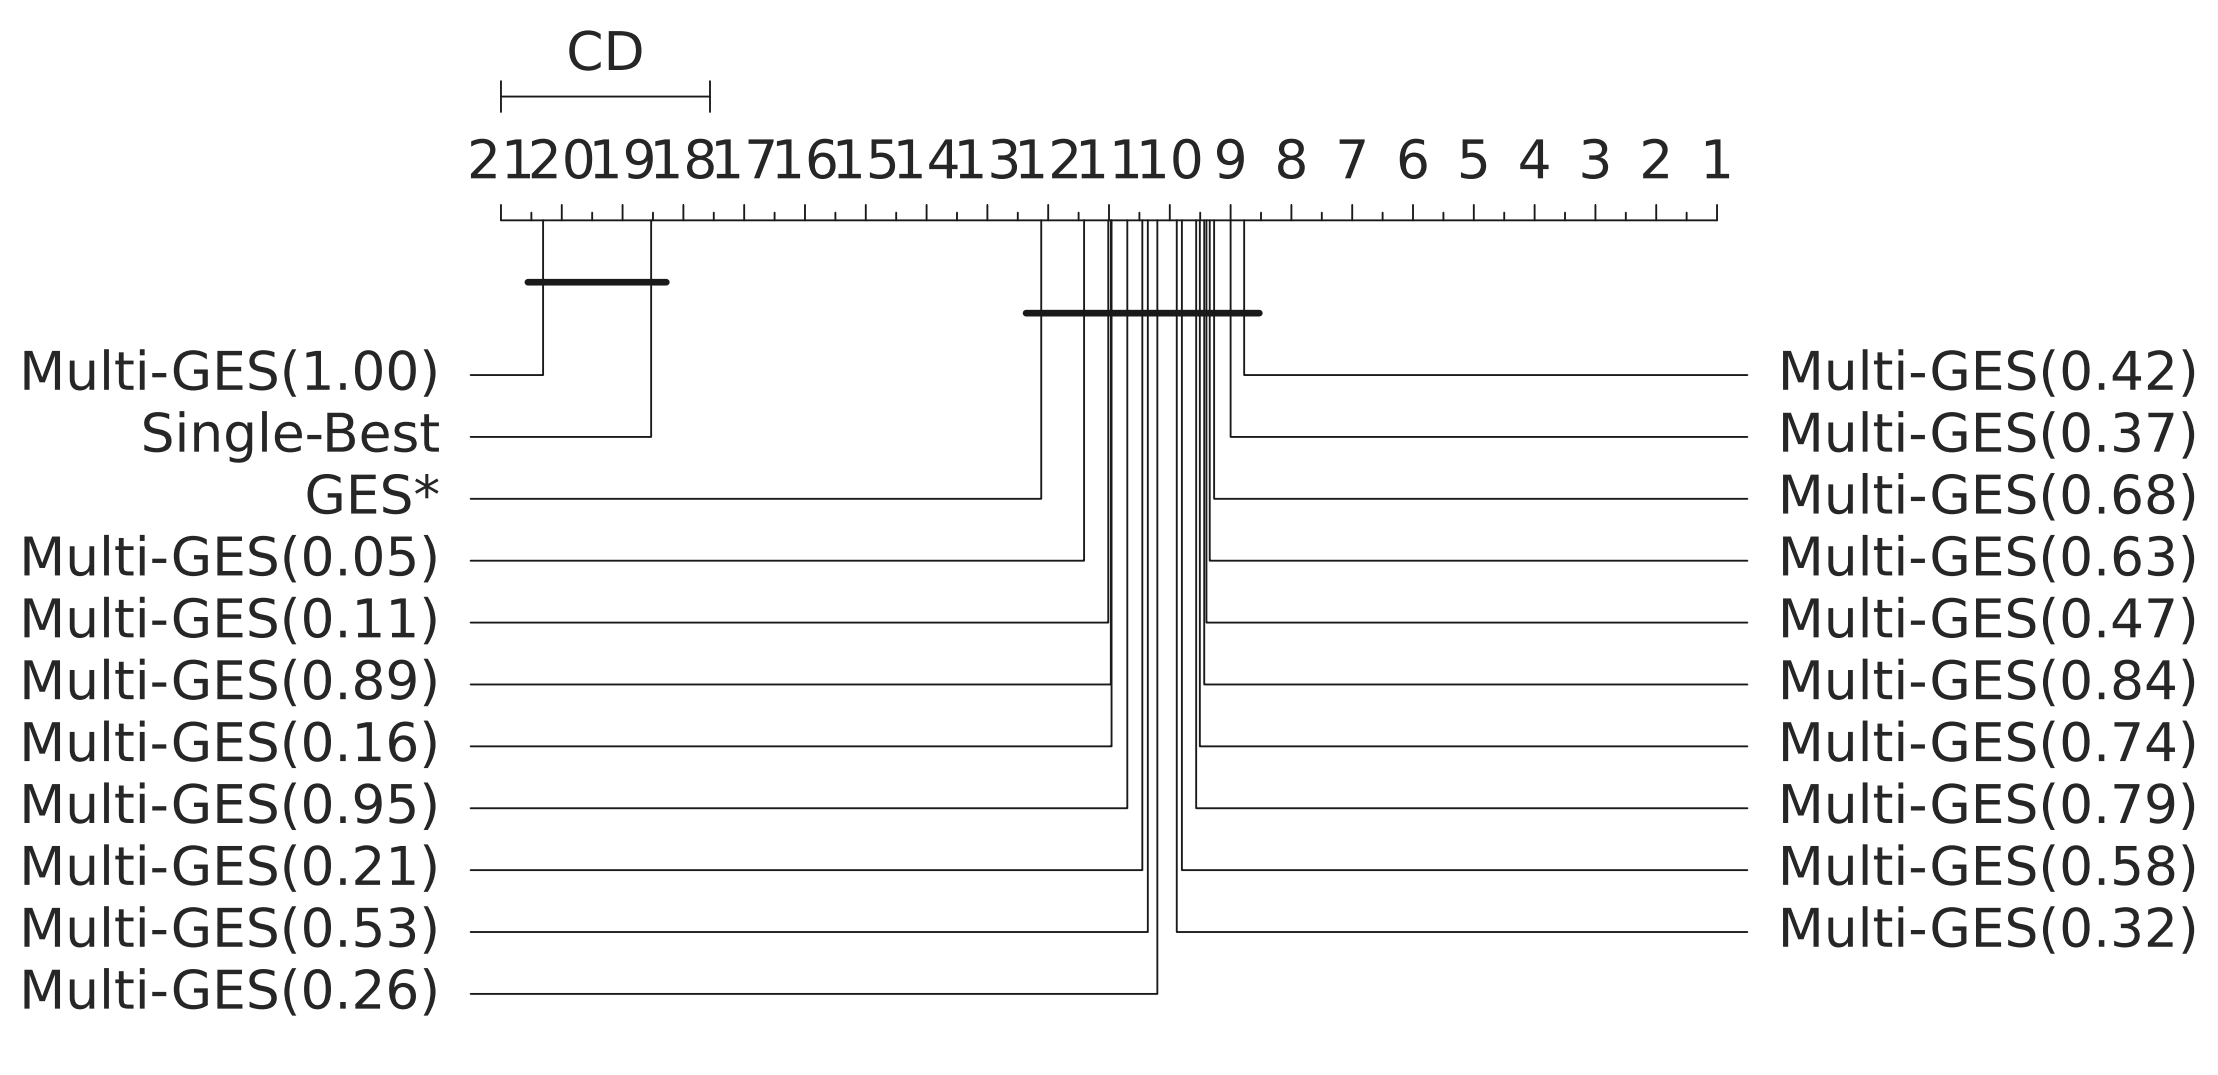 CD
21 20 19 18 17 16 15 14 13 12 11 10 9 8 7 6 5 4 3 2 1
Multi-GES(1.00)
Single-Best
GES*
Multi-GES(0.05)
Multi-GES(0.11)
Multi-GES(0.89)
Multi-GES(0.16)
Multi-GES(0.95)
Multi-GES(0.21)
Multi-GES(0.53)
Multi-GES(0.26)
Multi-GES(0.42)
Multi-GES(0.37)
Multi-GES(0.68)
Multi-GES(0.63)
Multi-GES(0.47)
Multi-GES(0.84)
Multi-GES(0.74)
Multi-GES(0.79)
Multi-GES(0.58)
Multi-GES(0.32)